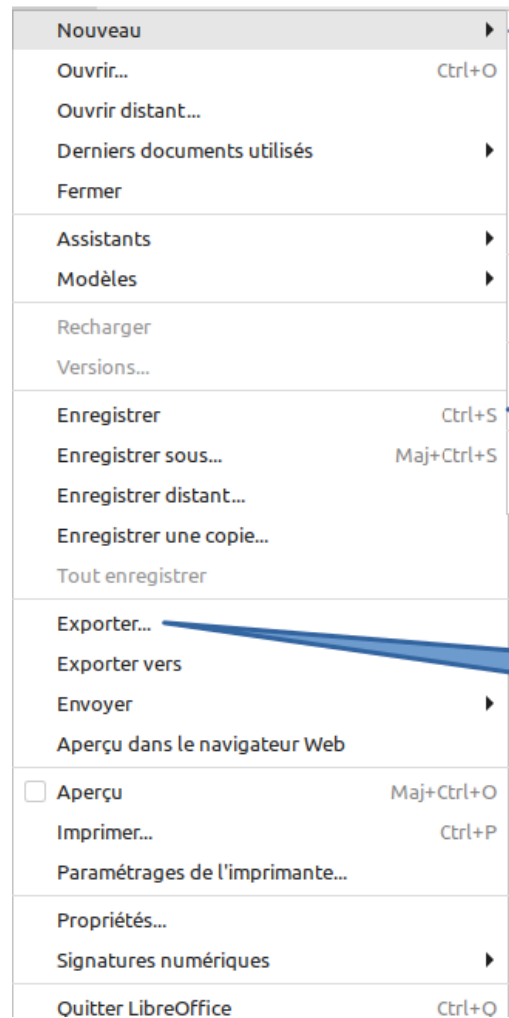 Nouveau
Ouvrir... Ctrl+O
Ouvrir distant...
Derniers documents utilisés
Fermer
Assistants
Modèles
Recharger
Versions...
Enregistrer Ctrl+S
Enregistrer sous... Maj+Ctrl+S
Enregistrer distant...
Enregistrer une copie...
Tout enregistrer
Exporter...
Exporter vers
Envoyer
Aperçu dans le navigateur Web
Aperçu Maj+Ctrl+O
Imprimer... Ctrl+P
Paramétrages de l'imprimante...
Propriétés...
Signatures numériques
Quitter LibreOffice Ctrl+Q